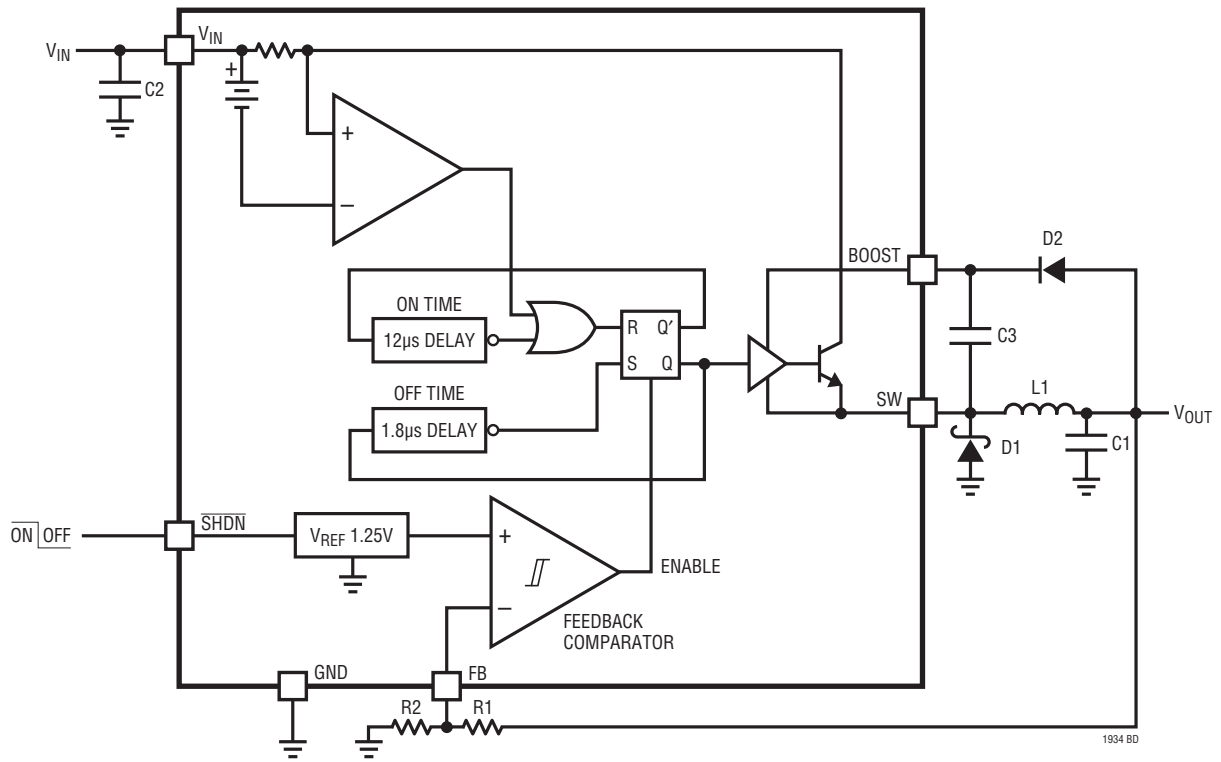 VIN
VIN
C2
+
+
−
BOOST
D2
ON TIME
12µs DELAY
R Q′
S Q
C3
OFF TIME
1.8µs DELAY
SW
L1
VOUT
D1
C1
ON OFF
SHDN
VREF 1.25V
+
−
ENABLE
FEEDBACK
COMPARATOR
GND
FB
R2
R1
1934 BD